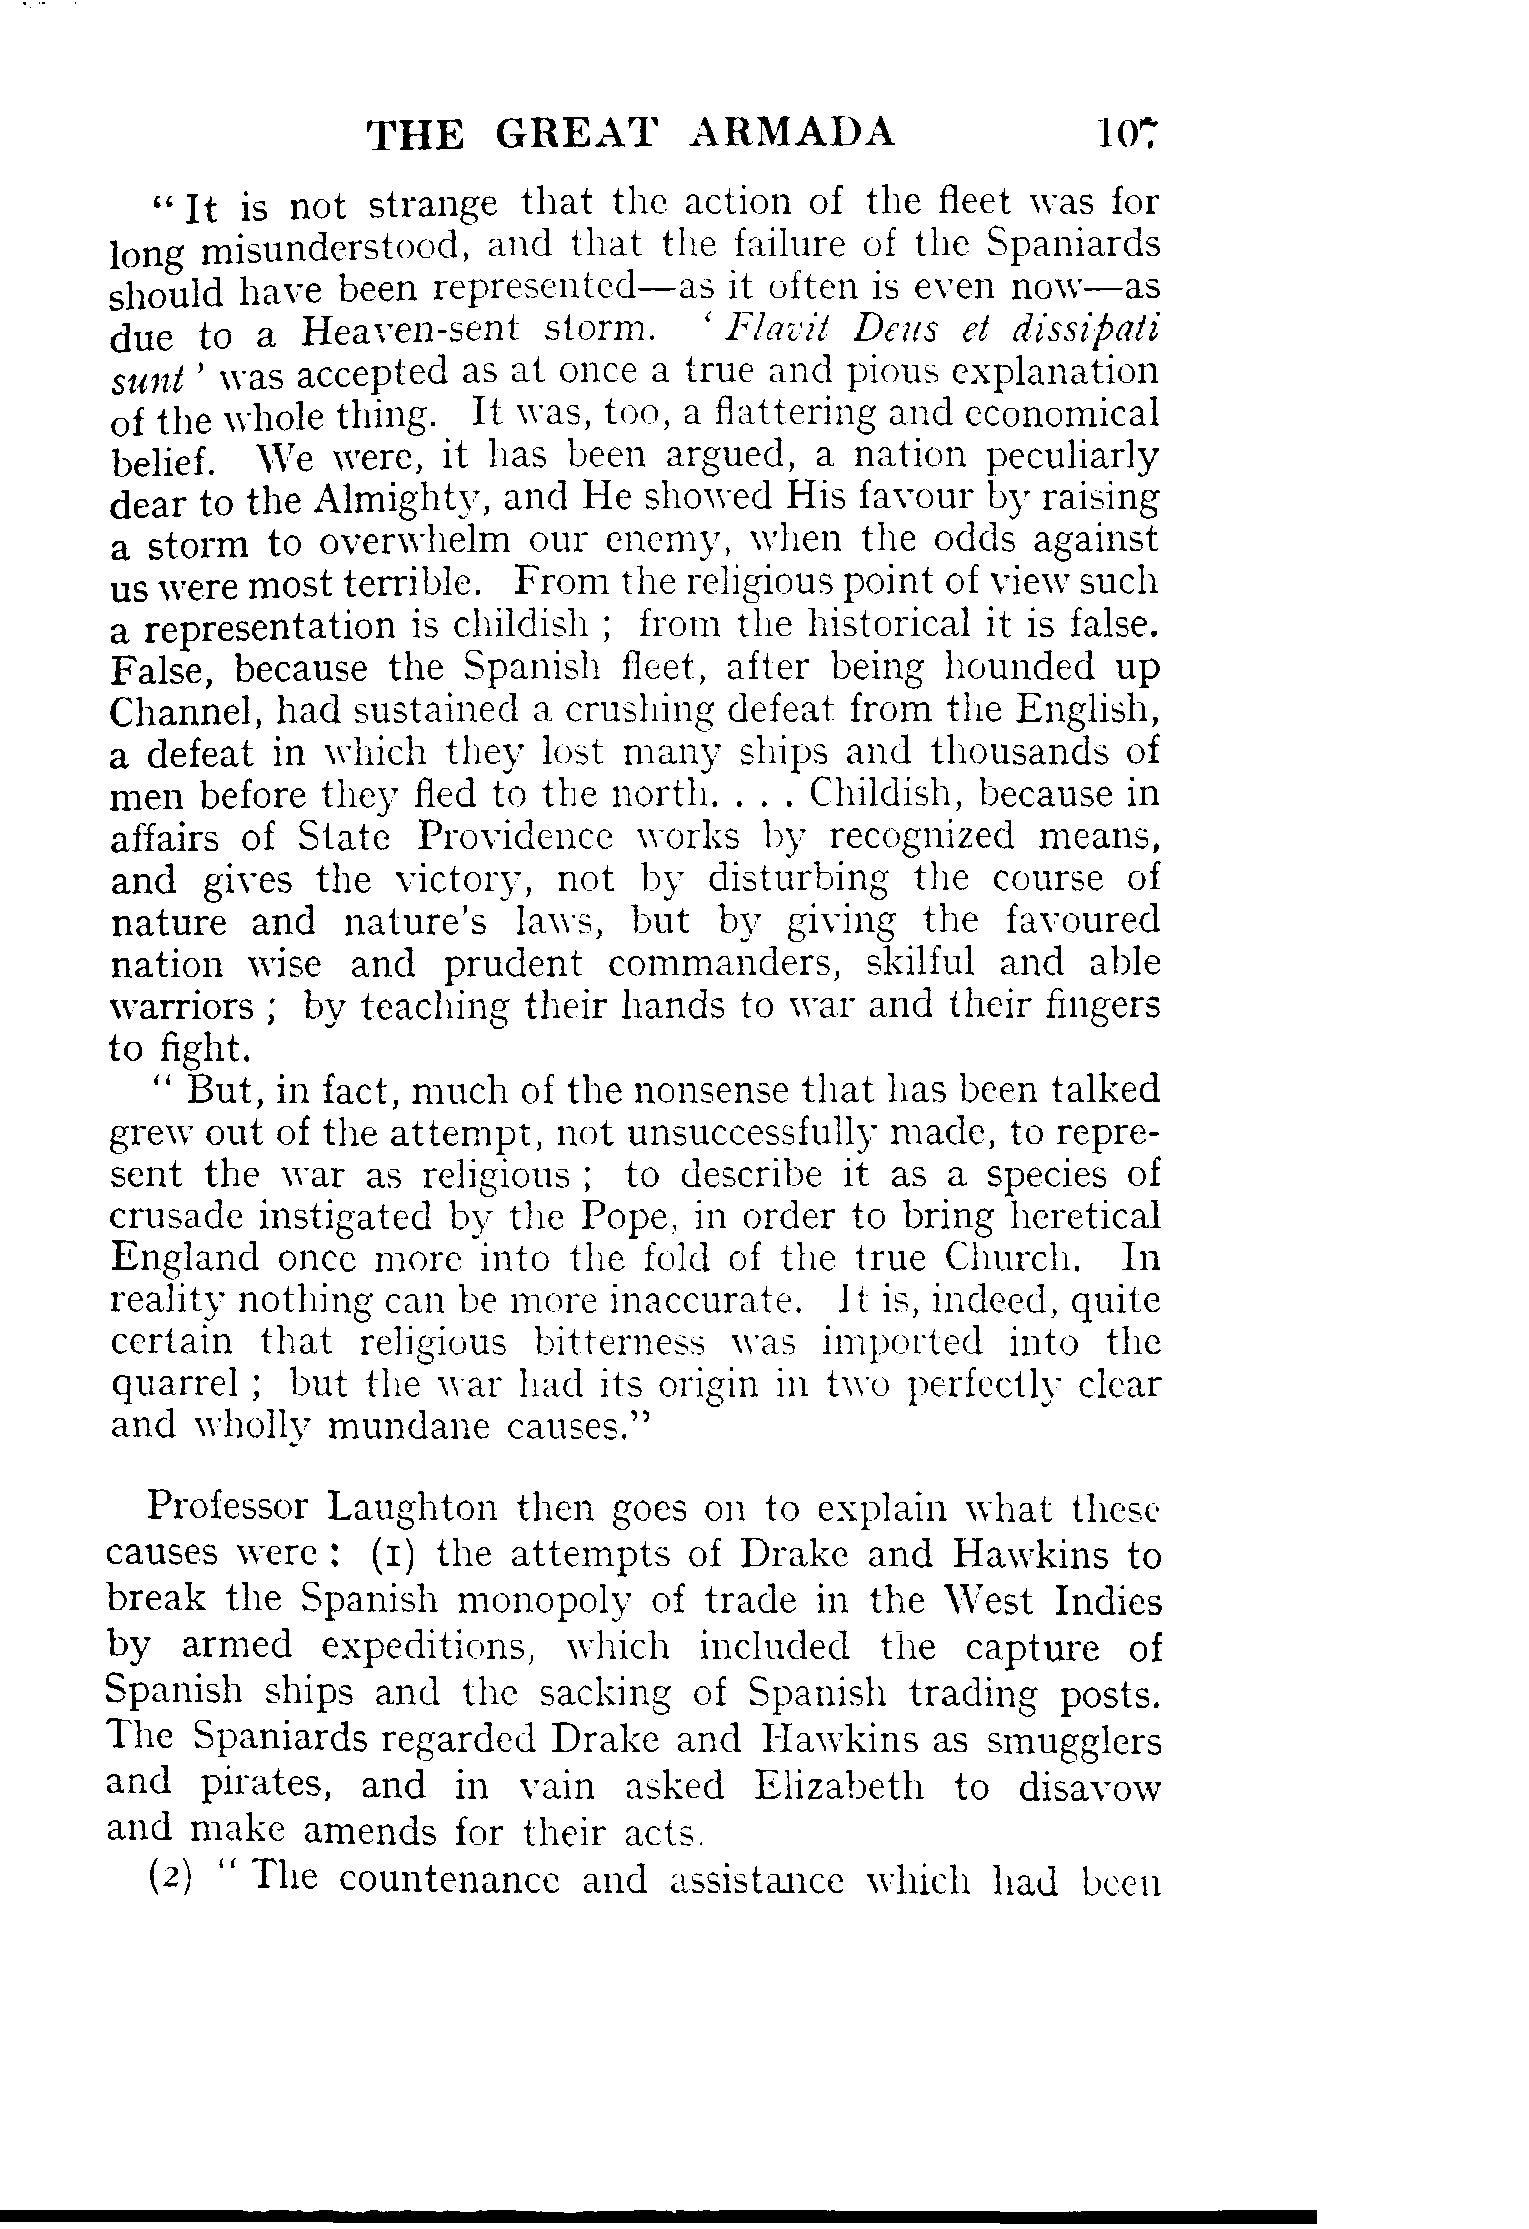 THE GREAT ARMADA 107
“ It is not strange that the action of the fleet was for
long misunderstood, and that the failure of the Spaniards
should have been represented—as it often is even now—as
due to a Heaven-sent storm. ‘ Flavit Deus et dissipati
sunt ’ was accepted as at once a true and pious explanation
of the whole thing. It was, too, a flattering and economical
belief. We were, it has been argued, a nation peculiarly
dear to the Almighty, and He showed His favour by raising
a storm to overwhelm our enemy, when the odds against
us were most terrible. From the religious point of view such
a representation is childish ; from the historical it is false.
False, because the Spanish fleet, after being hounded up
Channel, had sustained a crushing defeat from the English,
a defeat in which they lost many ships and thousands of
men before they fled to the north. . . . Childish, because in
affairs of State Providence works by recognized means,
and gives the victory, not by disturbing the course of
nature and nature's laws, but by giving the favoured
nation wise and prudent commanders, skilful and able
warriors ; by teaching their hands to war and their fingers
to fight.
“ But, in fact, much of the nonsense that has been talked
grew out of the attempt, not unsuccessfully made, to repre-
sent the war as religious ; to describe it as a species of
crusade instigated by the Pope, in order to bring heretical
England once more into the fold of the true Church. In
reality nothing can be more inaccurate. It is, indeed, quite
certain that religious bitterness was imported into the
quarrel ; but the war had its origin in two perfectly clear
and wholly mundane causes.”
Professor Laughton then goes on to explain what these
causes were : (1) the attempts of Drake and Hawkins to
break the Spanish monopoly of trade in the West Indies
by armed expeditions, which included the capture of
Spanish ships and the sacking of Spanish trading posts.
The Spaniards regarded Drake and Hawkins as smugglers
and pirates, and in vain asked Elizabeth to disavow
and make amends for their acts.
(2) “ The countenance and assistance which had been